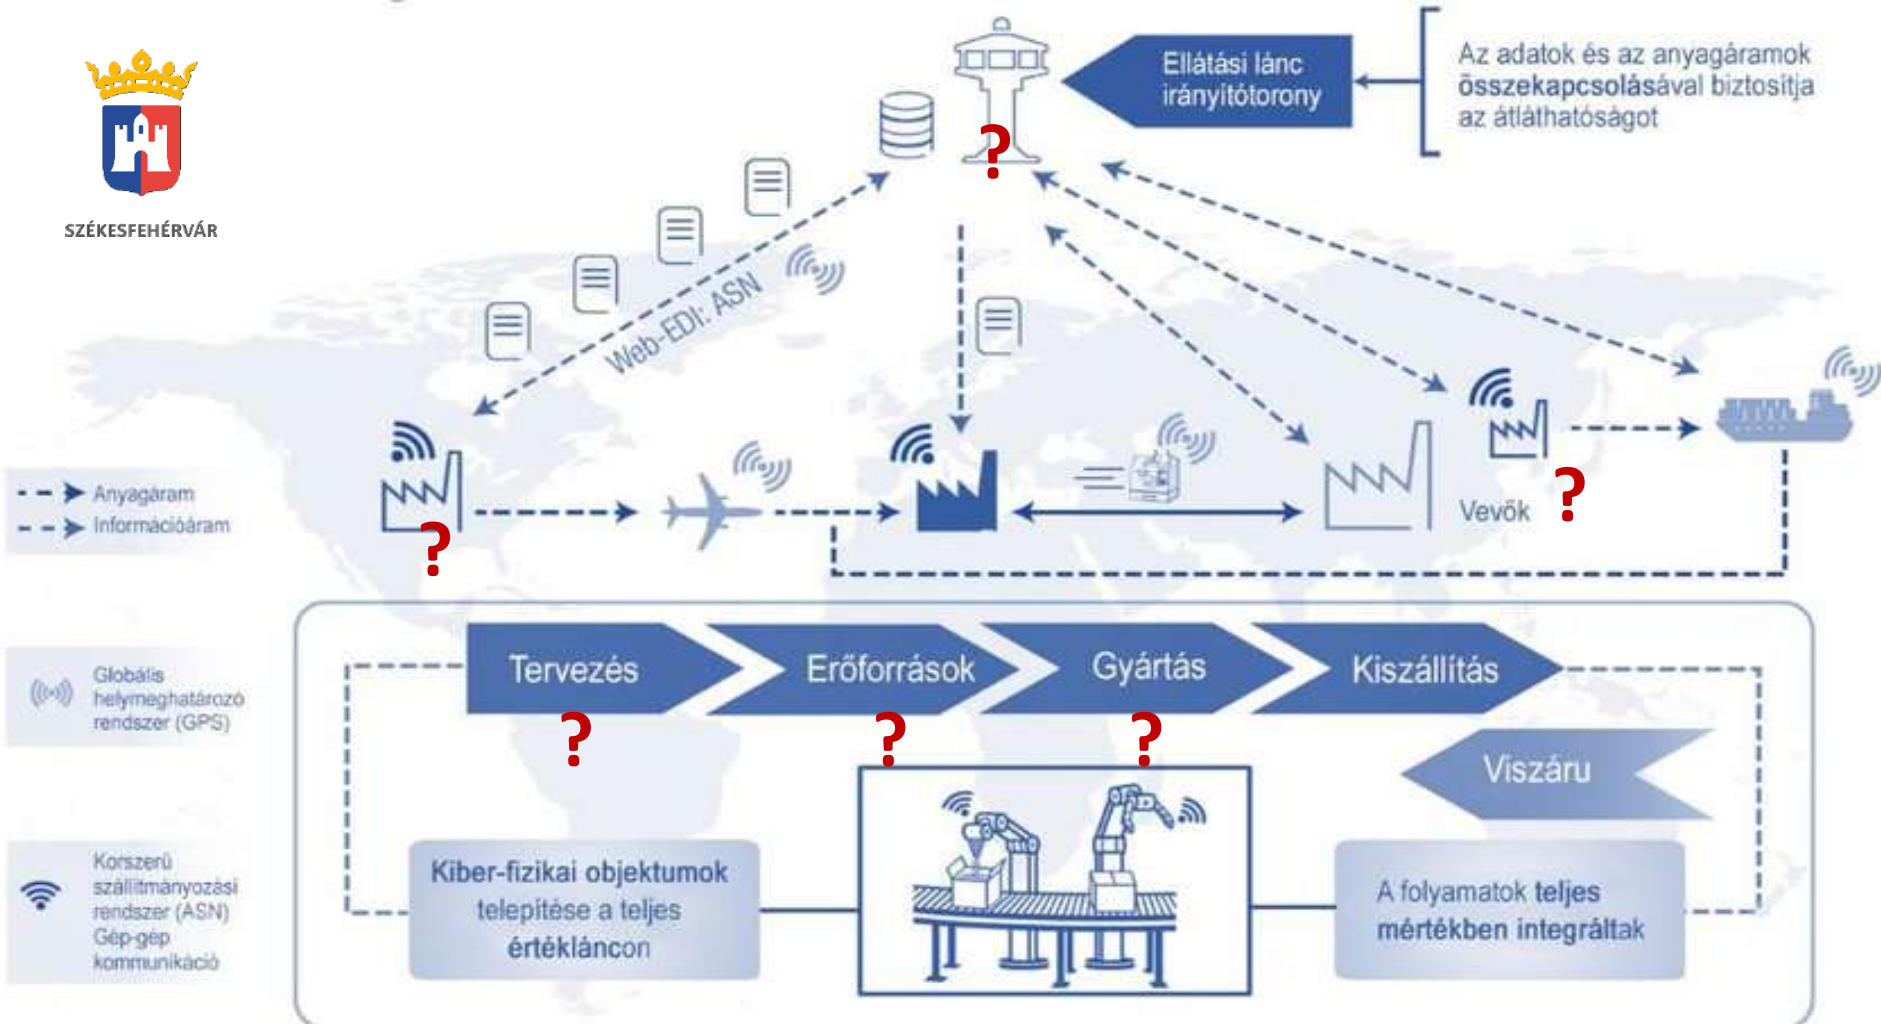 SZÉKESFEHÉRVÁR
Ellátási lánc
irányítótorony
Az adatok és az anyagáramok
összekapcsolásával biztosítja
az átláthatóságot
?
Web-EDI: ASN
Anyagáram
Információáram
?
Vevők
?
Globális
helymeghatározó
rendszer (GPS)
Tervezés
Erőforrások
Gyártás
Kiszállítás
?
?
?
Viszáru
Korszerű
szállítmányozási
rendszer (ASN)
Gép-gép
kommunikáció
Kiber-fizikai objektumok
telepítése a teljes
értékláncon
A folyamatok teljes
mértékben integráltak